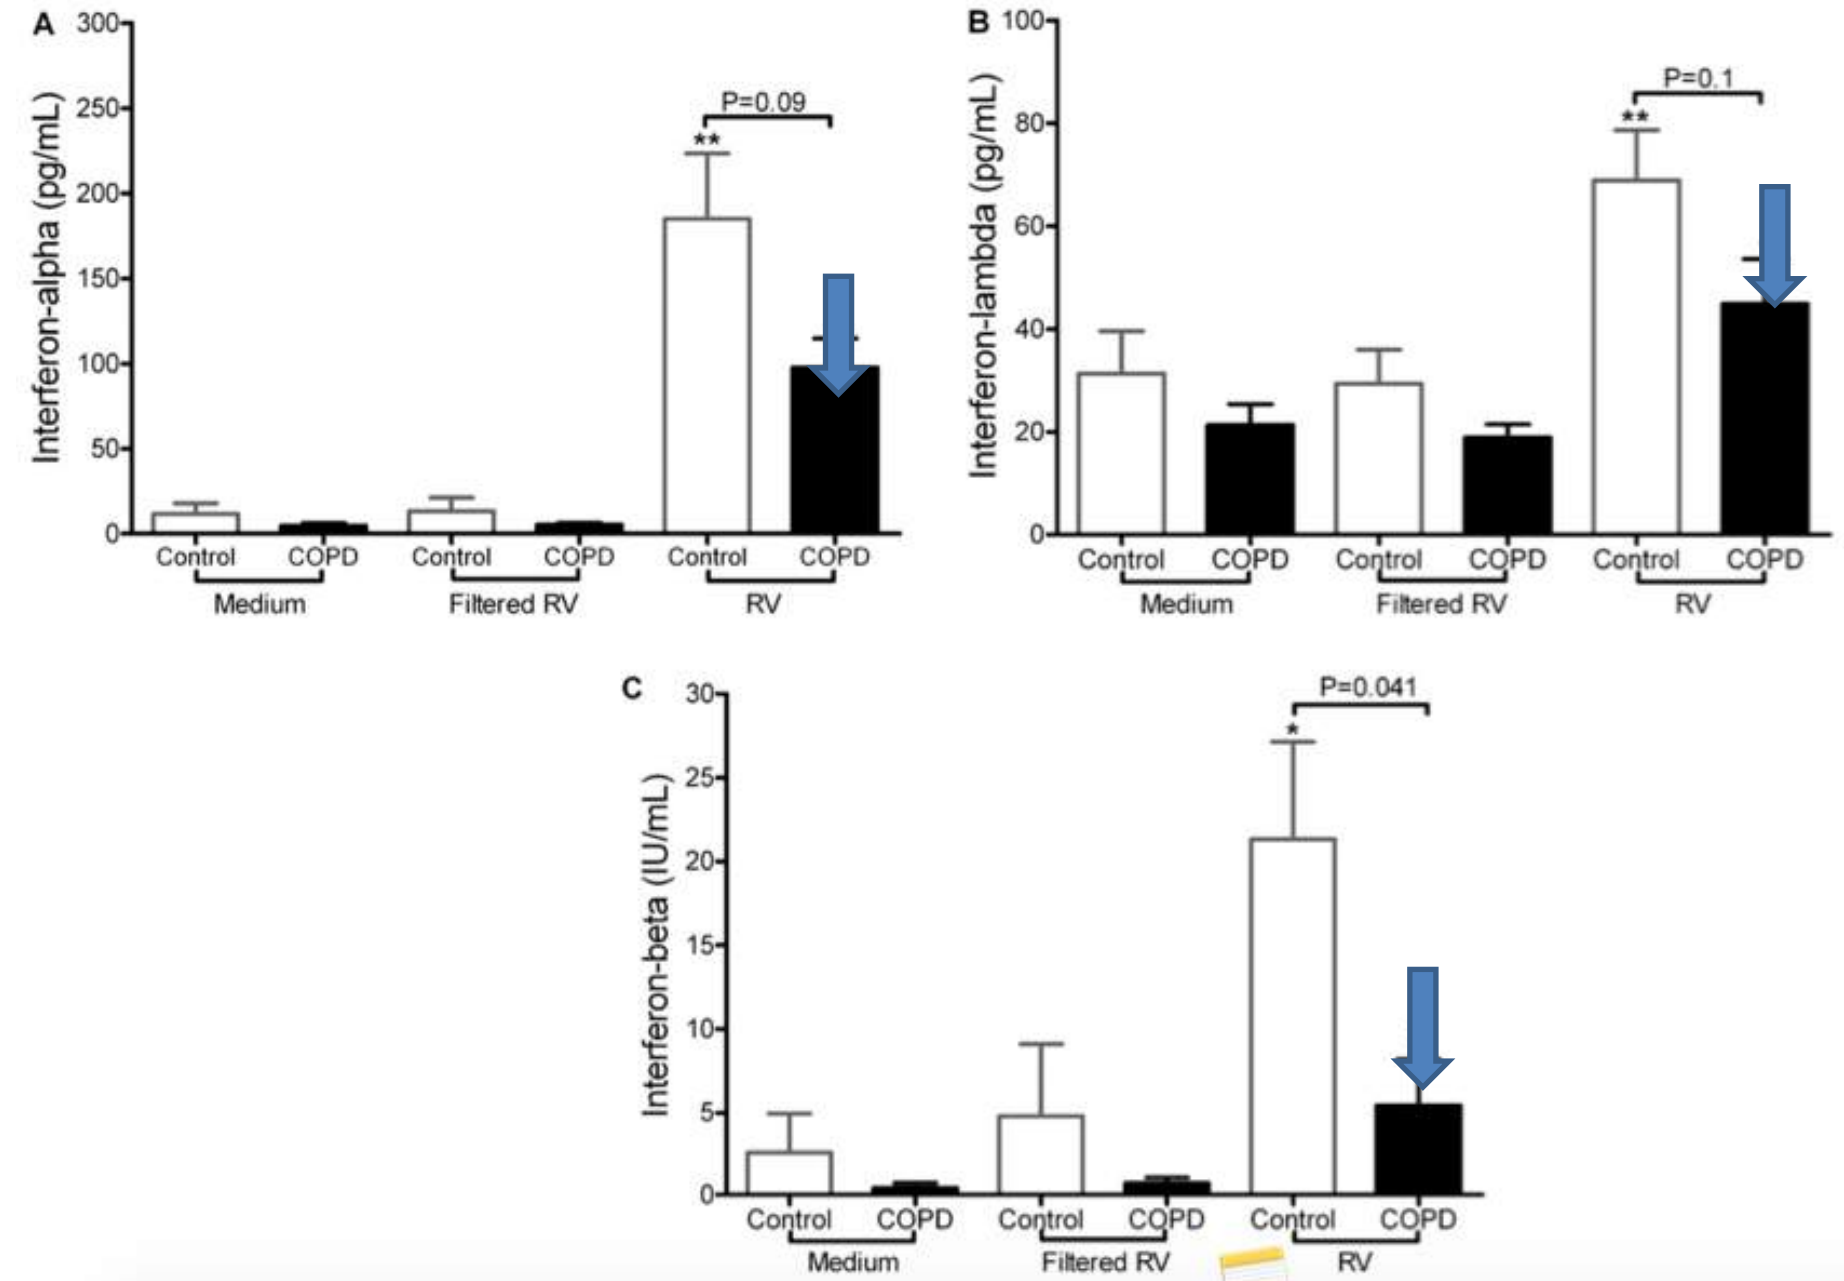 A
Interferon-alpha (pg/mL)
300
250
200
150
100
50
0
P=0.09
**
Control COPD Control COPD Control COPD
Medium Filtered RV RV
B
Interferon-lambda (pg/mL)
100
80
60
40
20
0
P=0.1
**
Control COPD Control COPD Control COPD
Medium Filtered RV RV
C
Interferon-beta (IU/mL)
30
25
20
15
10
5
0
P=0.041
*
Control COPD Control COPD Control COPD
Medium Filtered RV RV